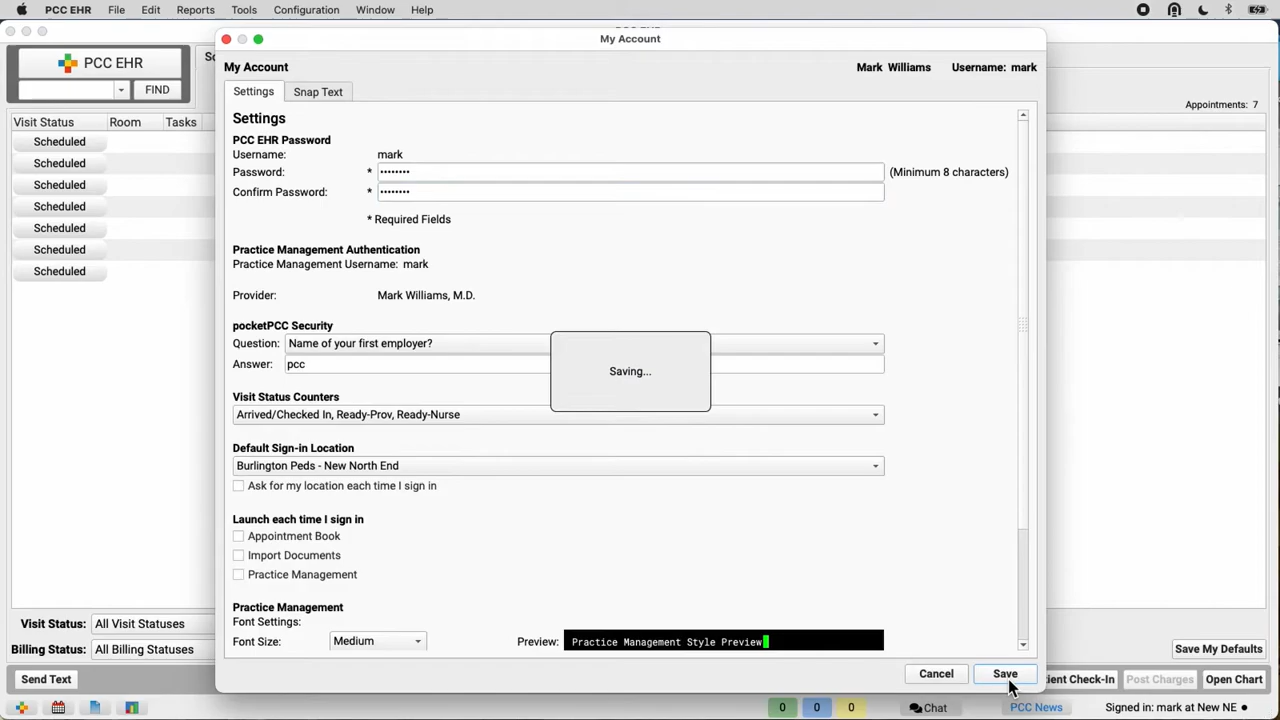 PCC EHR File Edit Reports Tools Configuration Window Help
My Account
PCC EHR
FIND
My Account Mark Williams Username: mark
Settings Snap Text
Appointments: 7
Visit Status Room Tasks
Scheduled
Scheduled
Scheduled
Scheduled
Scheduled
Scheduled
Scheduled
Settings
PCC EHR Password
Username: mark
Password: * •••••••• (Minimum 8 characters)
Confirm Password: * ••••••••
* Required Fields
Practice Management Authentication
Practice Management Username: mark
Provider: Mark Williams, M.D.
pocketPCC Security
Question: Name of your first employer?
Answer: pcc
Saving...
Visit Status Counters
Arrived/Checked In, Ready-Prov, Ready-Nurse
Default Sign-in Location
Burlington Peds - New North End
Ask for my location each time I sign in
Launch each time I sign in
Appointment Book
Import Documents
Practice Management
Practice Management
Font Settings:
Font Size: Medium Preview: Practice Management Style Preview
Visit Status: All Visit Statuses
Billing Status: All Billing Statuses
Save My Defaults
Cancel Save
Send Text Check-In Post Charges Open Chart
0 0 0 Chat PCC News Signed in: mark at New NE